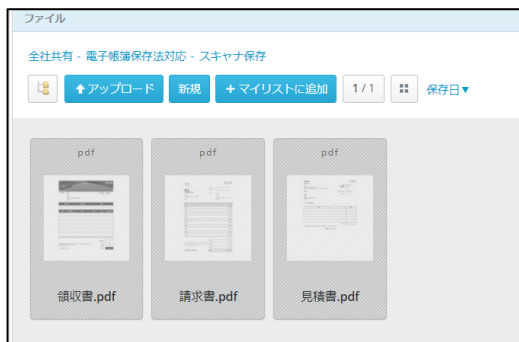 ファイル
全社共有 - 電子帳簿保存法対応 - スキャナ保存
アップロード 新規 +マイリストに追加 1 / 1 保存日▼
pdf pdf pdf
領収書.pdf 請求書.pdf 見積書.pdf